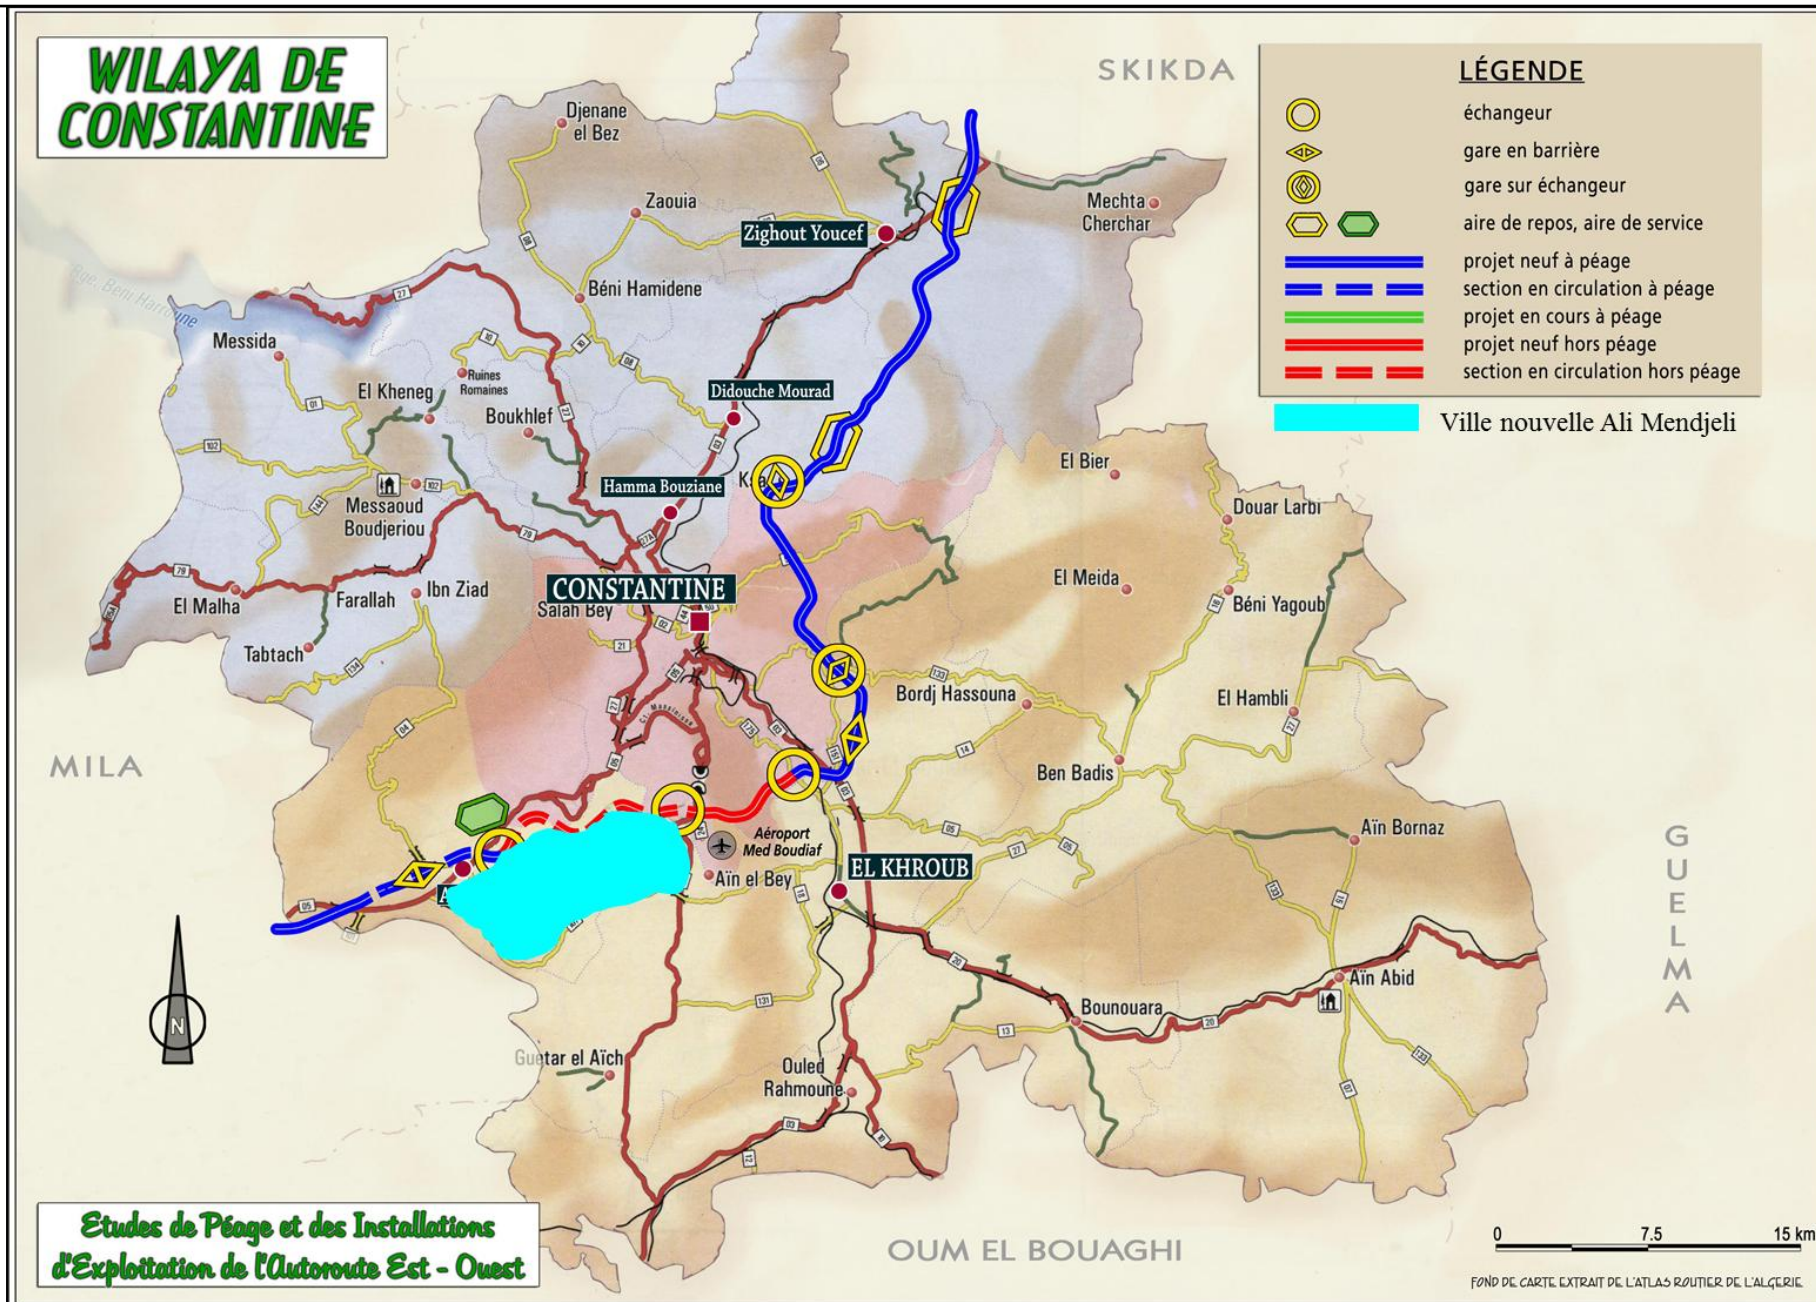 WILAYA DE
CONSTANTINE
SKIKDA
LÉGENDE
échangeur
gare en barrière
gare sur échangeur
aire de repos, aire de service
projet neuf à péage
section en circulation à péage
projet en cours à péage
projet neuf hors péage
section en circulation hors péage
Ville nouvelle Ali Mendjeli
Djenane
el Bez
Zaouia
Mechta
Cherchar
Zighout Youcef
Béni Hamidene
Bge. Béni Harroune
Messida
Ruines
Romaines
El Kheneg
Boukhlef
Didouche Mourad
Hamma Bouziane
Messaoud
Boudjeriou
El Bier
Douar Larbi
CONSTANTINE
Salah Bey
El Malha
Farallah
Ibn Ziad
El Meida
Béni Yagoub
Tabtach
Bordj Hassouna
El Hambli
MILA
Ben Badis
GUELMA
Aéroport
Med Boudiaf
Aïn Bornaz
EL KHROUB
Aïn el Bey
Aïn Abid
Bounouara
N
Guetar el Aïch
Ouled
Rahmoune
Etudes de Péage et des Installations
d'Exploitation de l'Autoroute Est - Ouest
OUM EL BOUAGHI
0 7.5 15 km
FOND DE CARTE EXTRAIT DE L'ATLAS ROUTIER DE L'ALGERIE